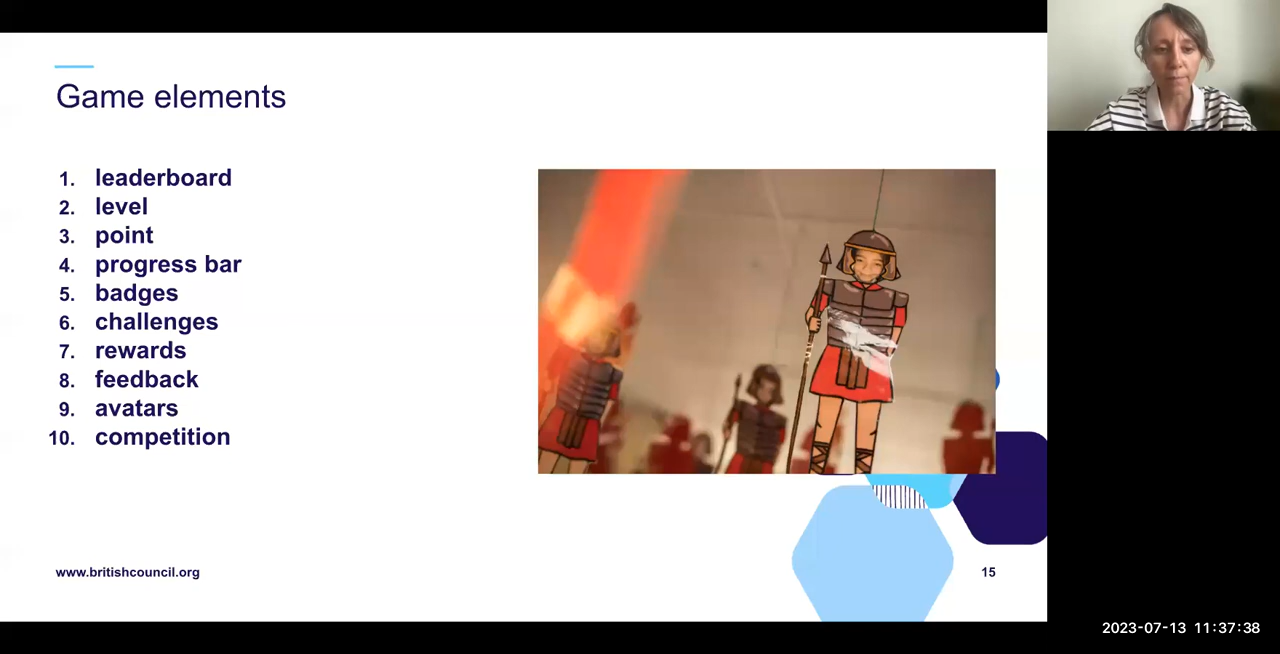 Game elements
1. leaderboard
2. level
3. point
4. progress bar
5. badges
6. challenges
7. rewards
8. feedback
9. avatars
10. competition
www.britishcouncil.org
15
2023-07-13 11:37:38